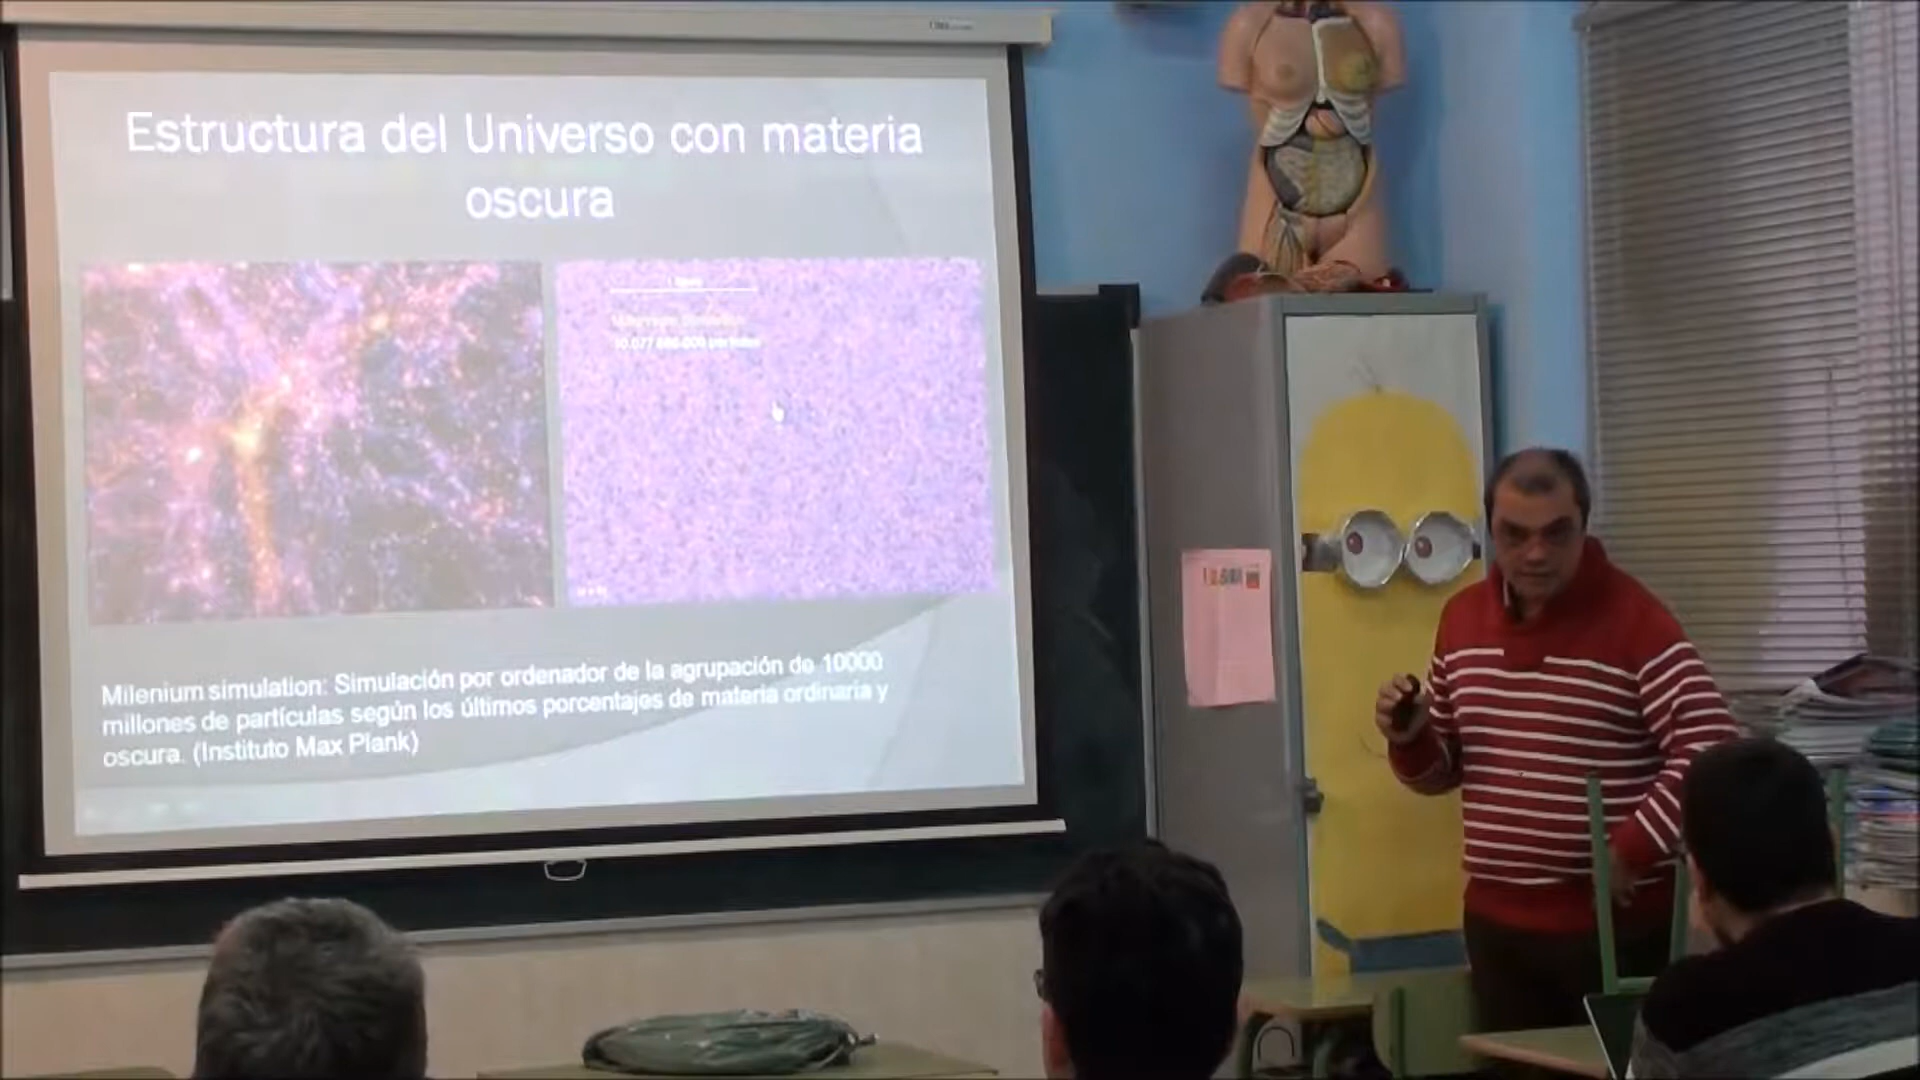 Estructura del Universo con materia
oscura
Milenium simulation: Simulación por ordenador de la agrupación de 10000
millones de partículas según los últimos porcentajes de materia ordinaria y
oscura. (Instituto Max Plank)